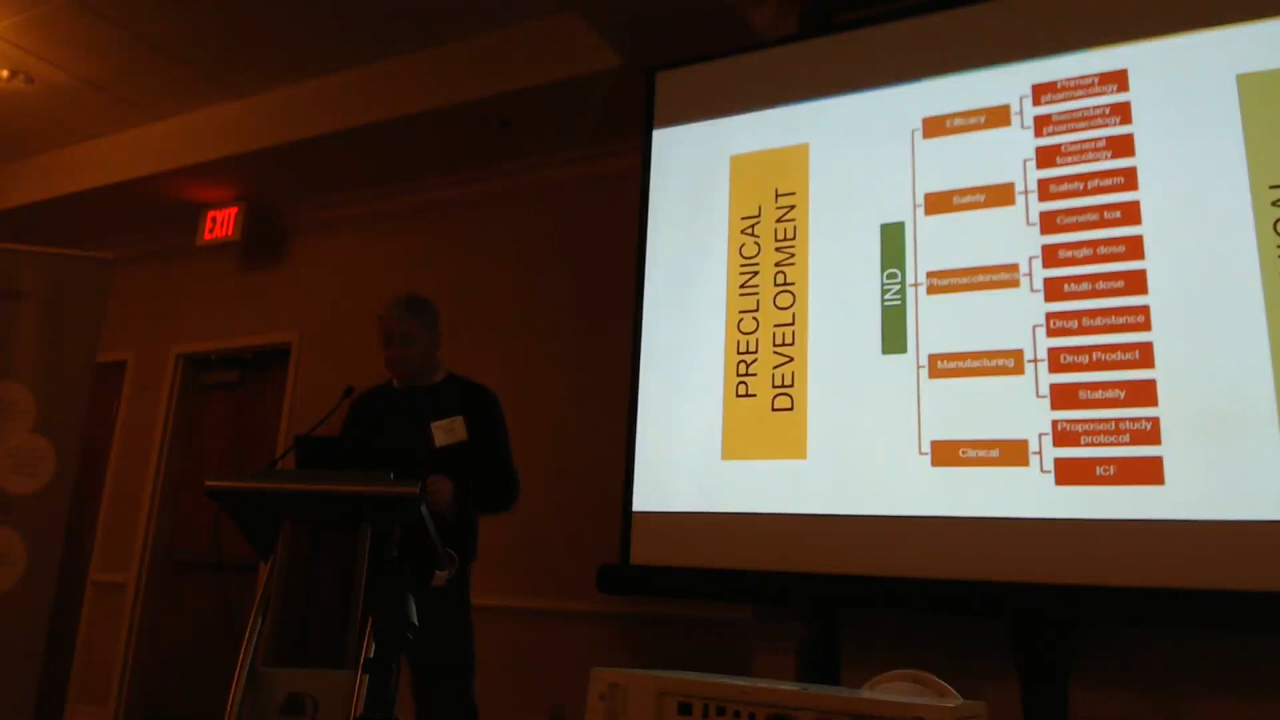 EXIT
PRECLINICAL
DEVELOPMENT
IND
Efficacy
Primary
pharmacology
Secondary
pharmacology
Safety
General
toxicology
Safety pharm
Genetic tox
Pharmacokinetics
Single dose
Multi-dose
Manufacturing
Drug Substance
Drug Product
Stability
Clinical
Proposed study
protocol
ICF